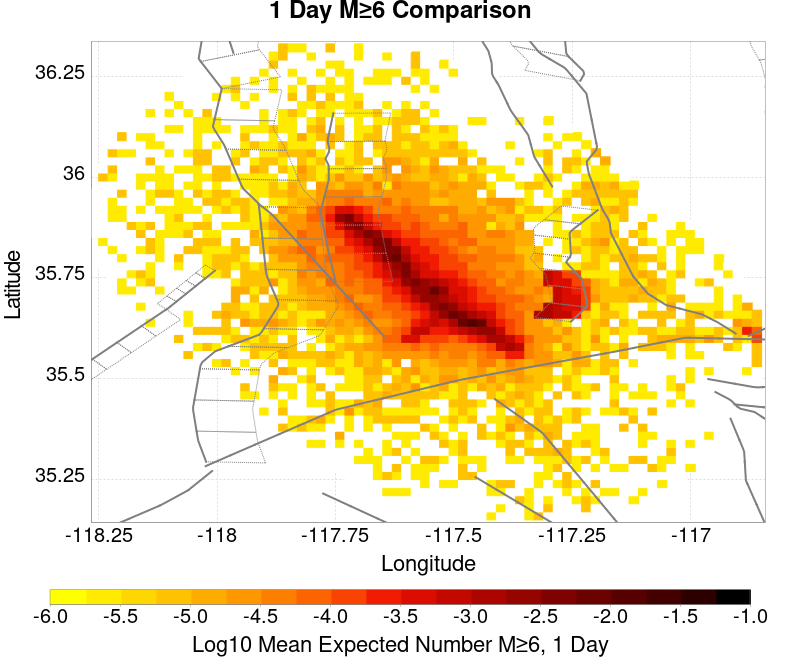 1 Day M≥6 Comparison
36.25
36
35.75
35.5
35.25
Latitude
-118.25 -118 -117.75 -117.5 -117.25 -117
Longitude
-6.0 -5.5 -5.0 -4.5 -4.0 -3.5 -3.0 -2.5 -2.0 -1.5 -1.0
Log10 Mean Expected Number M≥6, 1 Day